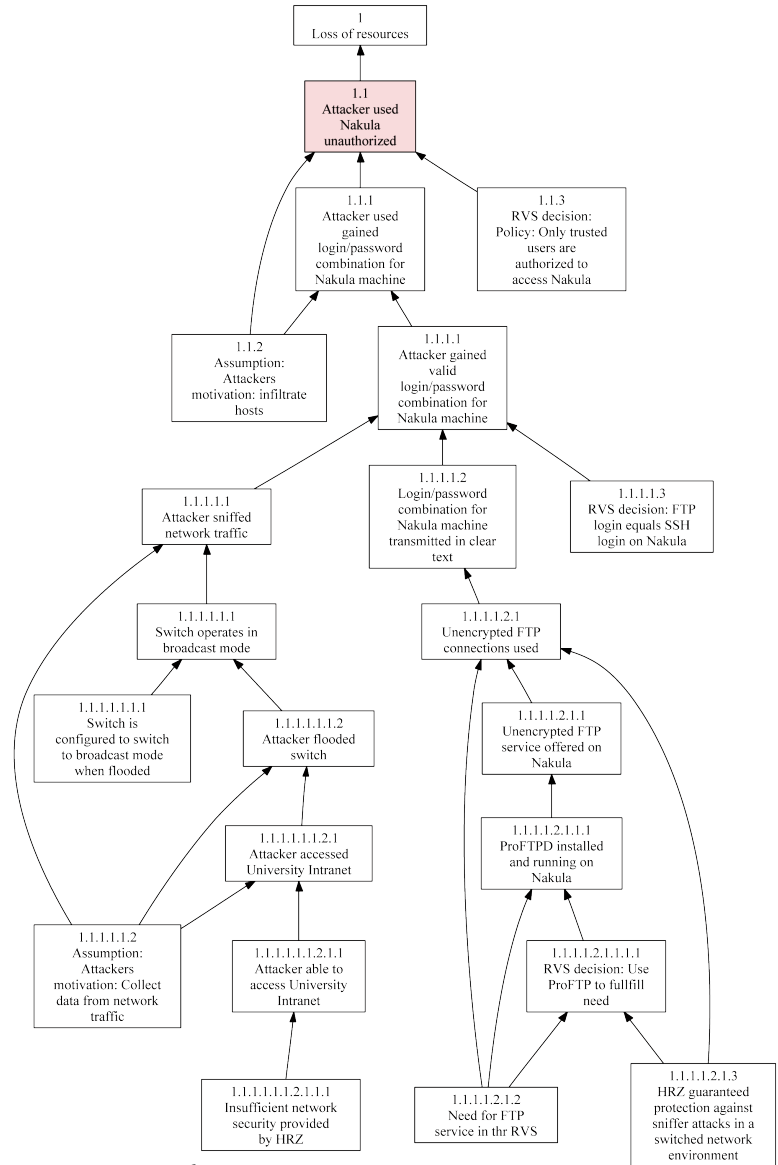 1
Loss of resources
1.1
Attacker used
Nakula
unauthorized
1.1.1
Attacker used
gained
login/password
combination for
Nakula machine
1.1.3
RVS decision:
Policy: Only trusted
users are
authorized to
access Nakula
1.1.2
Assumption:
Attackers
motivation: infiltrate
hosts
1.1.1.1
Attacker gained
valid
login/password
combination for
Nakula machine
1.1.1.1.1
Attacker sniffed
network traffic
1.1.1.1.2
Login/password
combination for
Nakula machine
transmitted in clear
text
1.1.1.1.3
RVS decision: FTP
login equals SSH
login on Nakula
1.1.1.1.1.1
Switch operates in
broadcast mode
1.1.1.1.2.1
Unencrypted FTP
connections used
1.1.1.1.1.1.1
Switch is
configured to switch
to broadcast mode
when flooded
1.1.1.1.1.1.2
Attacker flooded
switch
1.1.1.1.2.1.1
Unencrypted FTP
service offered on
Nakula
1.1.1.1.1.1.2.1
Attacker accessed
University Intranet
1.1.1.1.2.1.1.1
ProFTPD installed
and running on
Nakula
1.1.1.1.1.2
Assumption:
Attackers
motivation: Collect
data from network
traffic
1.1.1.1.1.1.2.1.1
Attacker able to
access University
Intranet
1.1.1.1.2.1.1.1.1
RVS decision: Use
ProFTP to fullfill
need
1.1.1.1.1.1.2.1.1.1
Insufficient network
security provided
by HRZ
1.1.1.1.2.1.2
Need for FTP
service in thr RVS
1.1.1.1.2.1.3
HRZ guaranteed
protection against
sniffer attacks in a
switched network
environment